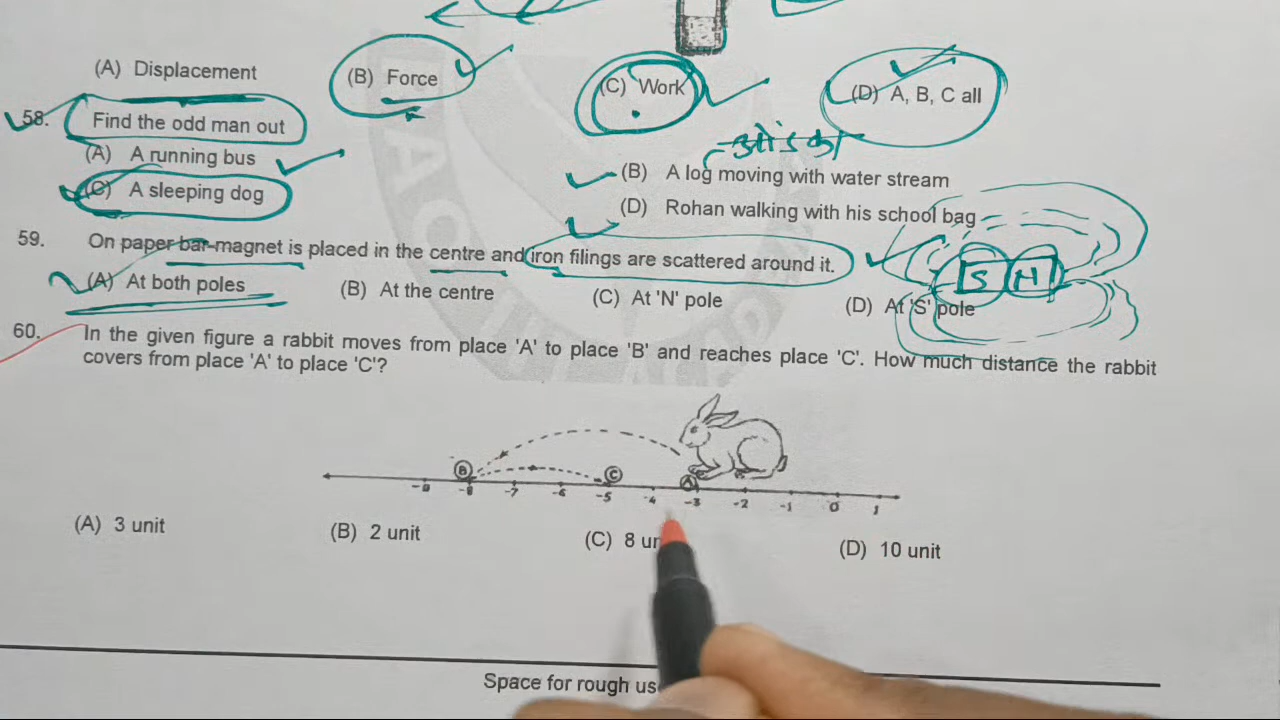 (A) Displacement (B) Force (C) Work (D) A, B, C all
58. Find the odd man out
(A) A running bus (B) A log moving with water stream
(C) A sleeping dog (D) Rohan walking with his school bag
59. On paper bar-magnet is placed in the centre and iron filings are scattered around it.
(A) At both poles (B) At the centre (C) At 'N' pole (D) At 'S' pole
S N
60. In the given figure a rabbit moves from place 'A' to place 'B' and reaches place 'C'. How much distance the rabbit
covers from place 'A' to place 'C'?
B C A
-9 -8 -7 -6 -5 -4 -3 -2 -1 0 1
(A) 3 unit (B) 2 unit (C) 8 (D) 10 unit
Space for rough